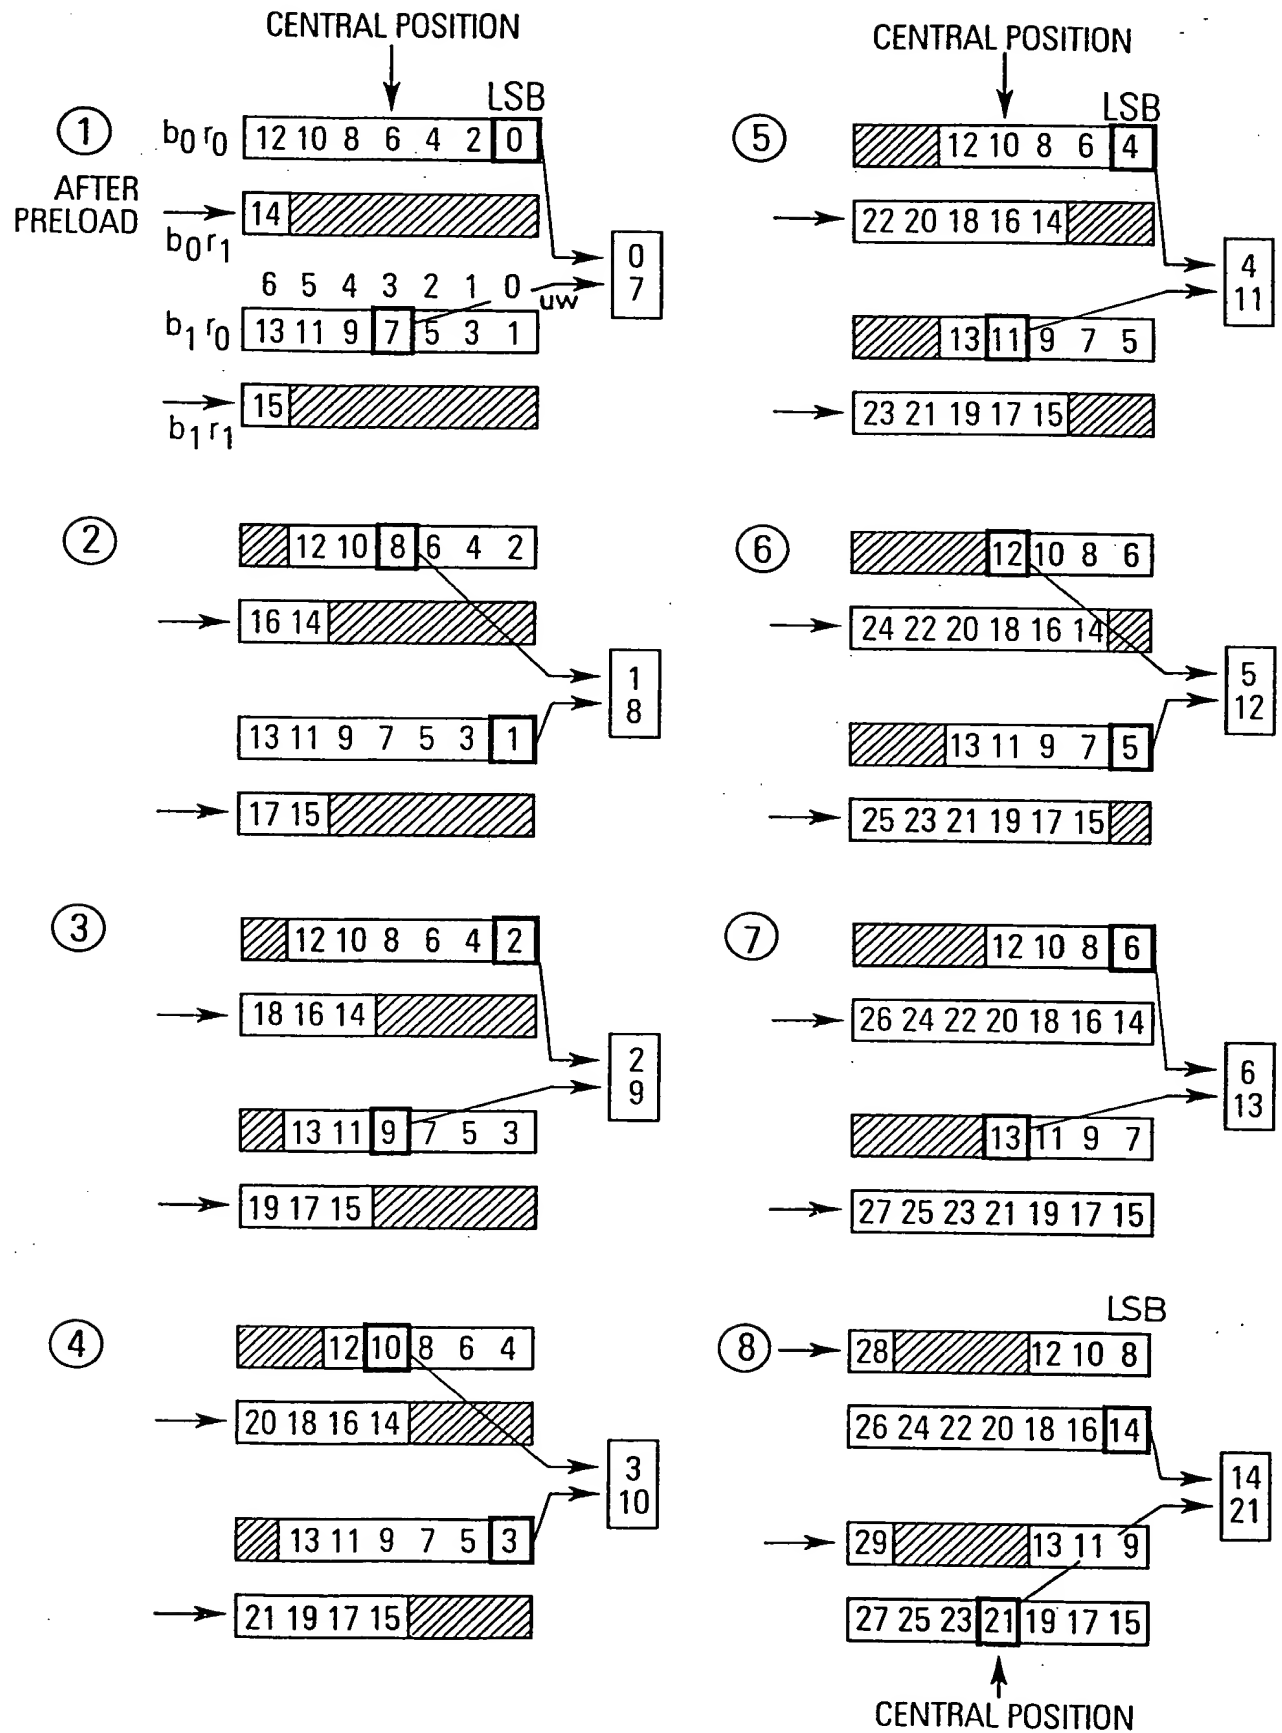 CENTRAL POSITION
LSB
1
b0 r0 12 10 8 6 4 2 0
AFTER PRELOAD
14
b0 r1
0
7
6 5 4 3 2 1 0 uw
b1 r0 13 11 9 7 5 3 1
15
b1 r1
2
12 10 8 6 4 2
16 14
1
8
13 11 9 7 5 3 1
17 15
3
12 10 8 6 4 2
18 16 14
2
9
13 11 9 7 5 3
19 17 15
4
12 10 8 6 4
20 18 16 14
3
10
13 11 9 7 5 3
21 19 17 15
CENTRAL POSITION
LSB
5
12 10 8 6 4
22 20 18 16 14
4
11
13 11 9 7 5
23 21 19 17 15
6
12 10 8 6
24 22 20 18 16 14
5
12
13 11 9 7 5
25 23 21 19 17 15
7
12 10 8 6
26 24 22 20 18 16 14
6
13
13 11 9 7
27 25 23 21 19 17 15
LSB
8
28 12 10 8
26 24 22 20 18 16 14
14
21
29 13 11 9
27 25 23 21 19 17 15
CENTRAL POSITION